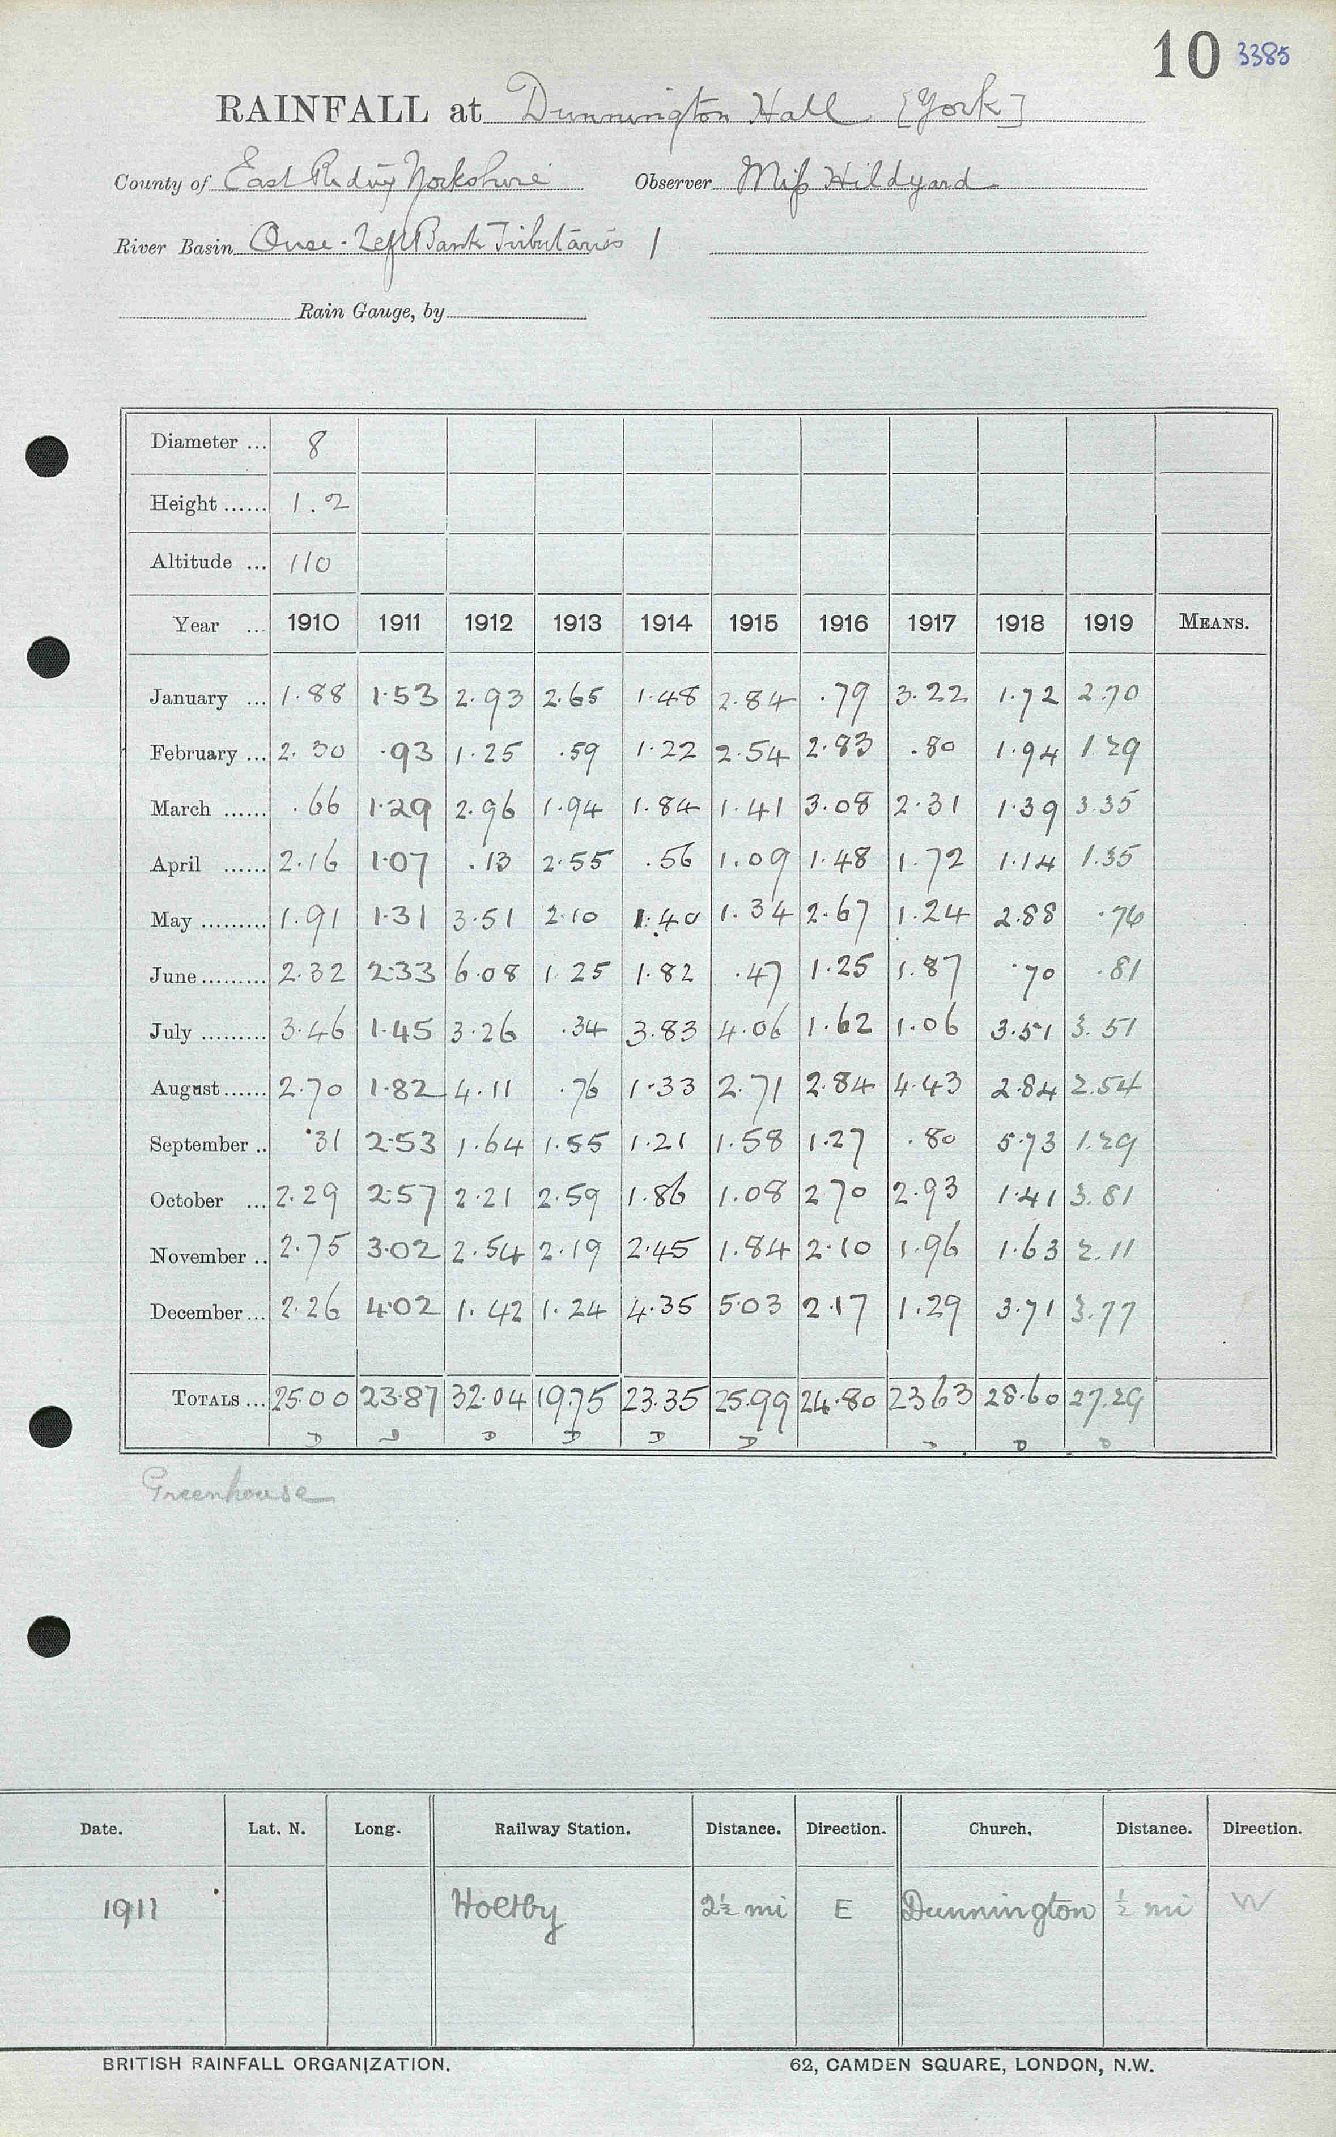 10 3385
RAINFALL at Dunnington Hall [York]
County of East Riding Yorkshire Observer Miss Hildyard
River Basin Ouse - Left Bank Tributaries 1
Rain Gauge, by
Diameter ... 8
Height ...... 1.2
Altitude ... 110
Year ... 1910 1911 1912 1913 1914 1915 1916 1917 1918 1919 MEANS.
January ... 1.88 1.53 2.93 2.65 1.48 2.84 .79 3.22 1.72 2.70
February ... 2.30 .93 1.25 .59 1.22 2.54 2.83 .80 1.94 1.29
March ...... .66 1.29 2.96 1.94 1.84 1.41 3.08 2.31 1.39 3.35
April ...... 2.16 1.07 .13 2.55 .56 1.09 1.48 1.72 1.14 1.35
May ......... 1.91 1.31 3.51 2.10 1.40 1.34 2.67 1.24 2.88 .76
June ......... 2.32 2.33 6.08 1.25 1.82 .47 1.25 1.87 .70 .81
July ......... 3.46 1.45 3.26 .34 3.83 4.06 1.62 1.06 3.51 3.51
August ...... 2.70 1.82 4.11 .76 1.33 2.71 2.84 4.43 2.84 2.54
September .. .31 2.53 1.64 1.55 1.21 1.58 1.27 .80 5.73 1.29
October ... 2.29 2.57 2.21 2.59 1.86 1.08 2.70 2.93 1.41 3.81
November .. 2.75 3.02 2.54 2.19 2.45 1.84 2.10 1.96 1.63 2.11
December ... 2.26 4.02 1.42 1.24 4.35 5.03 2.17 1.29 3.71 3.77
TOTALS ... 25.00 23.87 32.04 19.75 23.35 25.99 24.80 23.63 28.60 27.29
D D D D D D D D
Greenhouse
Date. Lat. N. Long. Railway Station. Distance. Direction. Church. Distance. Direction.
1911 Holtby 2½ mi E Dunnington ½ mi W
BRITISH RAINFALL ORGANIZATION. 62, CAMDEN SQUARE, LONDON, N.W.